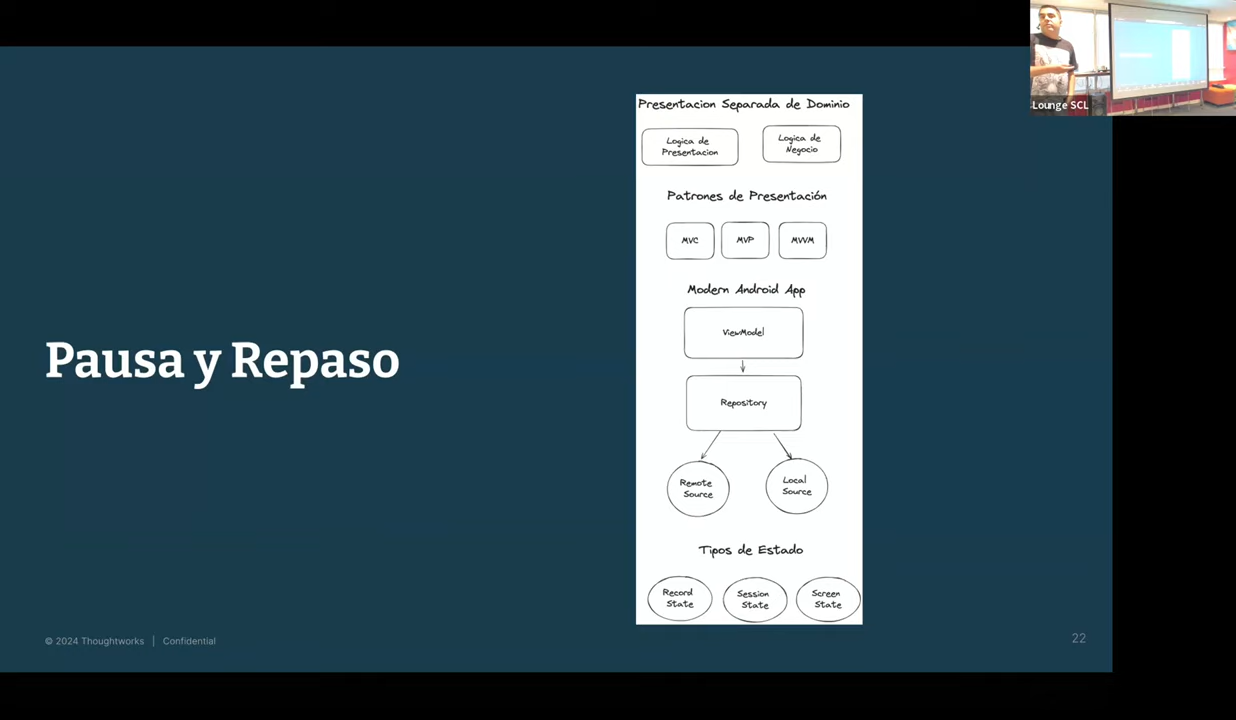 Lounge SCL
Presentacion Separada de Dominio
Logica de
Presentacion
Logica de
Negocio
Patrones de Presentación
MVC
MVP
MVVM
Modern Android App
ViewModel
Pausa y Repaso
Repository
Remote
Source
Local
Source
Tipos de Estado
Record
State
Session
State
Screen
State
© 2024 Thoughtworks | Confidential
22